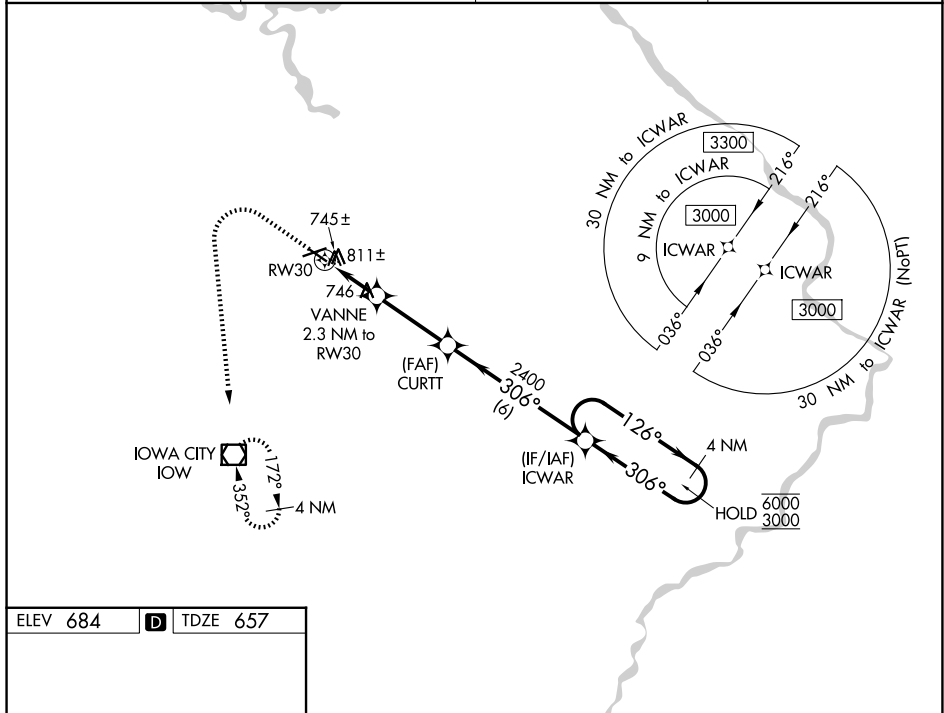 30 NM to ICWAR
3300
216°
9 NM to ICWAR
3000
216°
ICWAR
ICWAR
3000
036°
036°
30 NM to ICWAR (NoPT)
745±
811±
RW30
746
VANNE
2.3 NM to
RW30
(FAF)
CURTT
2400
306°
(6)
126°
4 NM
(IF/IAF)
ICWAR
306°
HOLD
6000
3000
IOWA CITY
IOW
172°
352°
4 NM
ELEV 684
D
TDZE 657